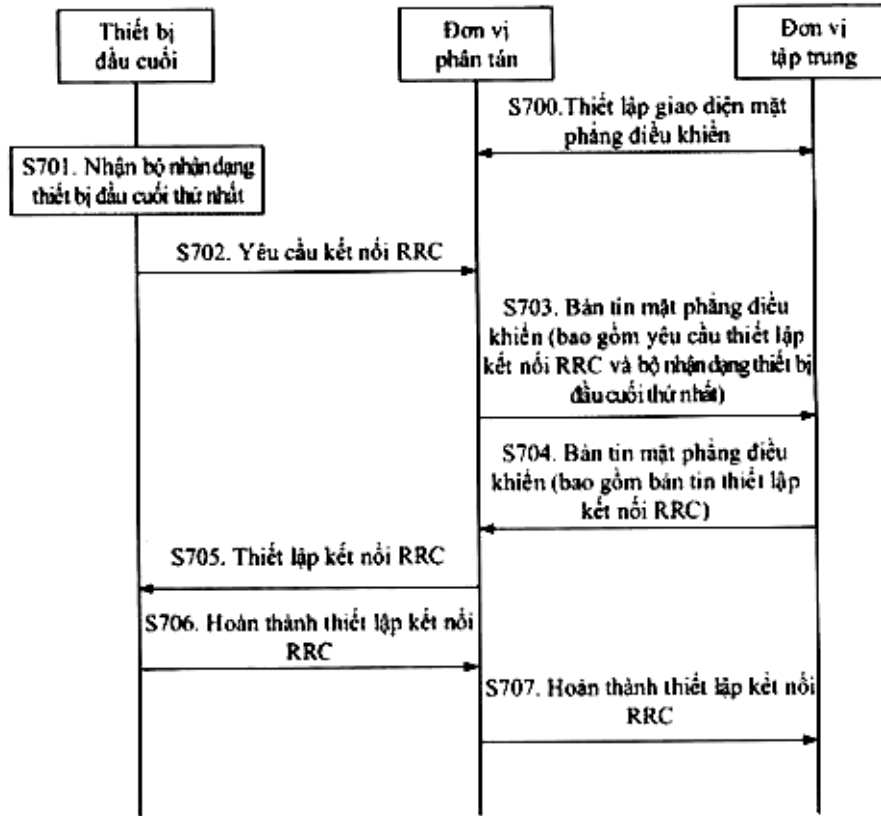 Thiết bị
đầu cuối
Đơn vị
phân tán
Đơn vị
tập trung
S700.Thiết lập giao diện mặt
phẳng điều khiển
S701. Nhận bộ nhận dạng
thiết bị đầu cuối thứ nhất
S702. Yêu cầu kết nối RRC
S703. Bản tin mặt phẳng điều
khiển (bao gồm yêu cầu thiết lập
kết nối RRC và bộ nhận dạng thiết bị
đầu cuối thứ nhất)
S704. Bản tin mặt phẳng điều
khiển (bao gồm bản tin thiết lập
kết nối RRC)
S705. Thiết lập kết nối RRC
S706. Hoàn thành thiết lập kết nối
RRC
S707. Hoàn thành thiết lập kết nối
RRC